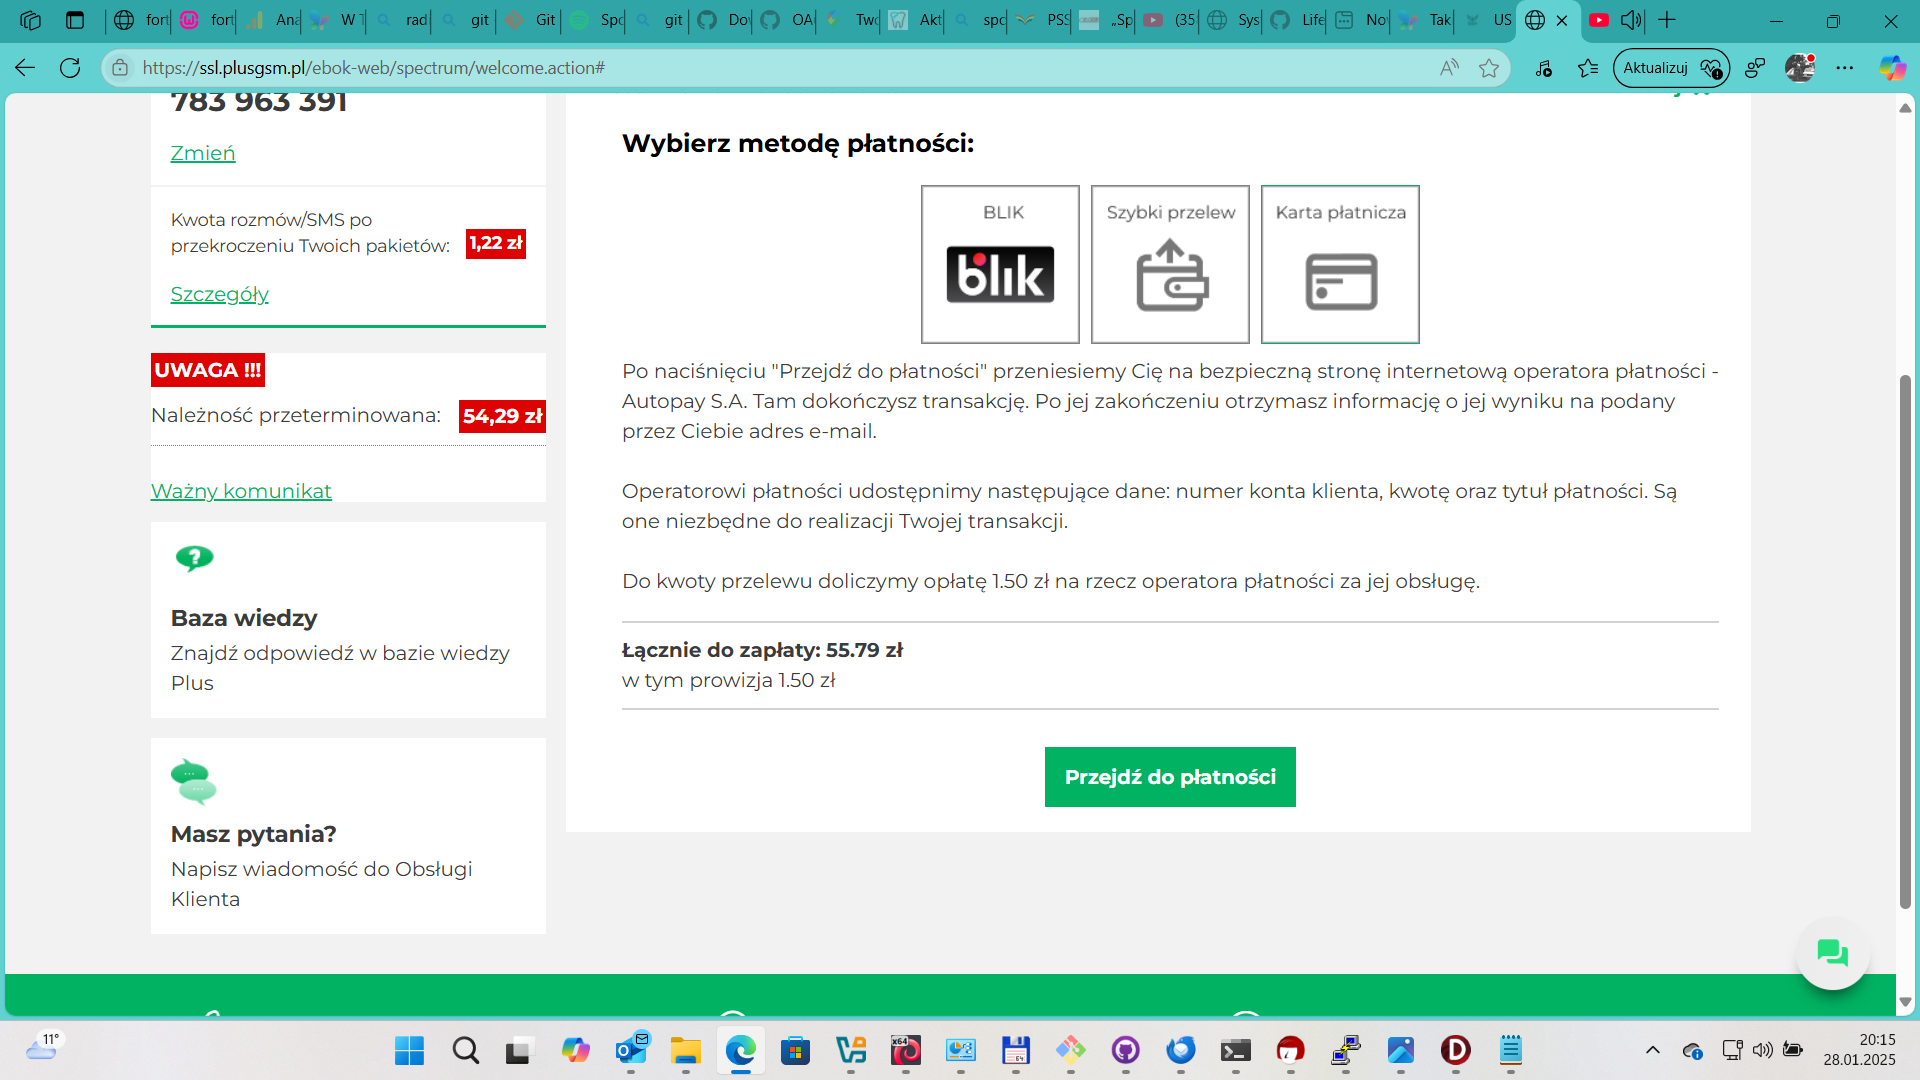 fort
fort
Ana
W T
rad
git
Git
Spo
git
Dov
OA
Two
Akt
spo
PSS
„Sp
(35
Sys
Life
No
Tak
US
https://ssl.plusgsm.pl/ebok-web/spectrum/welcome.action#
Aktualizuj
783 963 391
Zmień
Kwota rozmów/SMS po
przekroczeniu Twoich pakietów:
1,22 zł
Szczegóły
UWAGA !!!
Należność przeterminowana:
54,29 zł
Ważny komunikat
Baza wiedzy
Znajdź odpowiedź w bazie wiedzy
Plus
Masz pytania?
Napisz wiadomość do Obsługi
Klienta
Wybierz metodę płatności:
BLIK
blik
Szybki przelew
Karta płatnicza
Po naciśnięciu "Przejdź do płatności" przeniesiemy Cię na bezpieczną stronę internetową operatora płatności -
Autopay S.A. Tam dokończysz transakcję. Po jej zakończeniu otrzymasz informację o jej wyniku na podany
przez Ciebie adres e-mail.
Operatorowi płatności udostępnimy następujące dane: numer konta klienta, kwotę oraz tytuł płatności. Są
one niezbędne do realizacji Twojej transakcji.
Do kwoty przelewu doliczymy opłatę 1.50 zł na rzecz operatora płatności za jej obsługę.
Łącznie do zapłaty: 55.79 zł
w tym prowizja 1.50 zł
Przejdź do płatności
11°
x64
64
20:15
28.01.2025